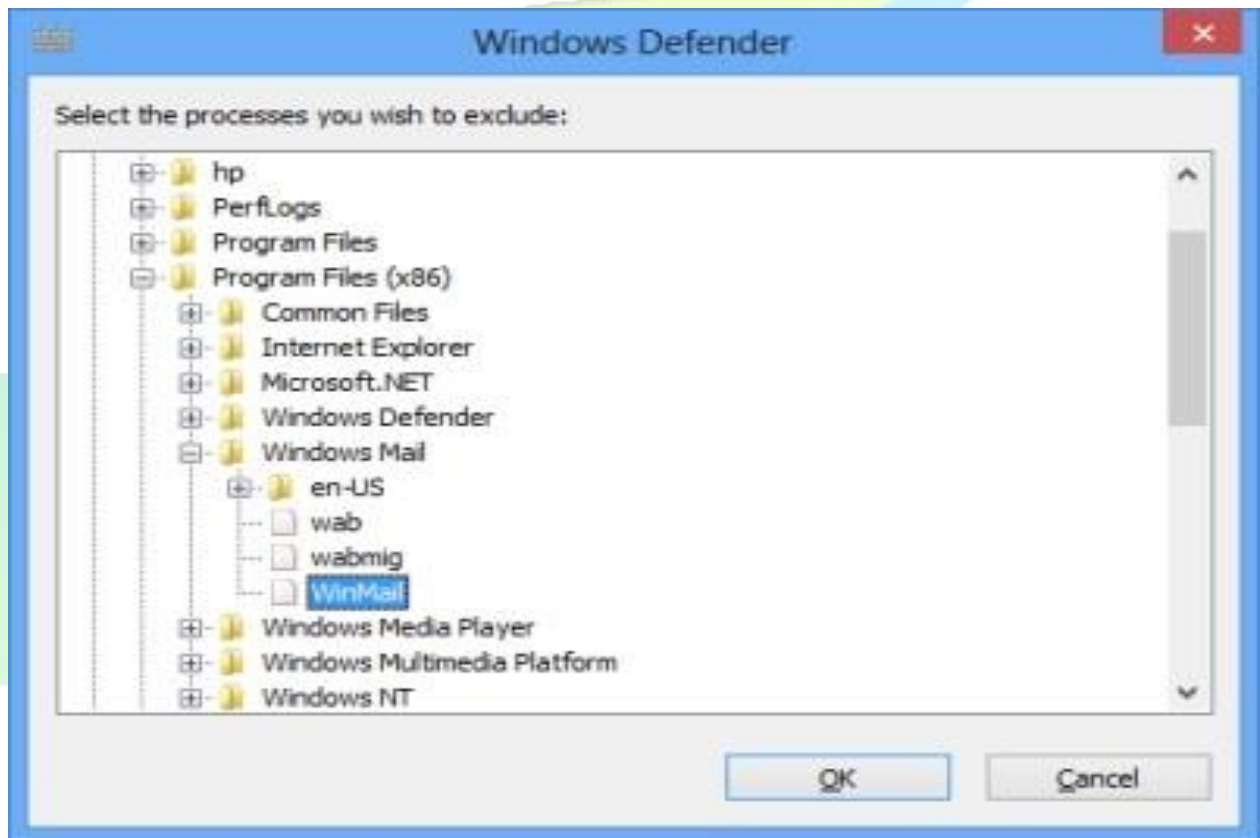 Windows Defender
Select the processes you wish to exclude:
hp
PerfLogs
Program Files
Program Files (x86)
Common Files
Internet Explorer
Microsoft.NET
Windows Defender
Windows Mail
en-US
wab
wabmig
WinMail
Windows Media Player
Windows Multimedia Platform
Windows NT
OK Cancel